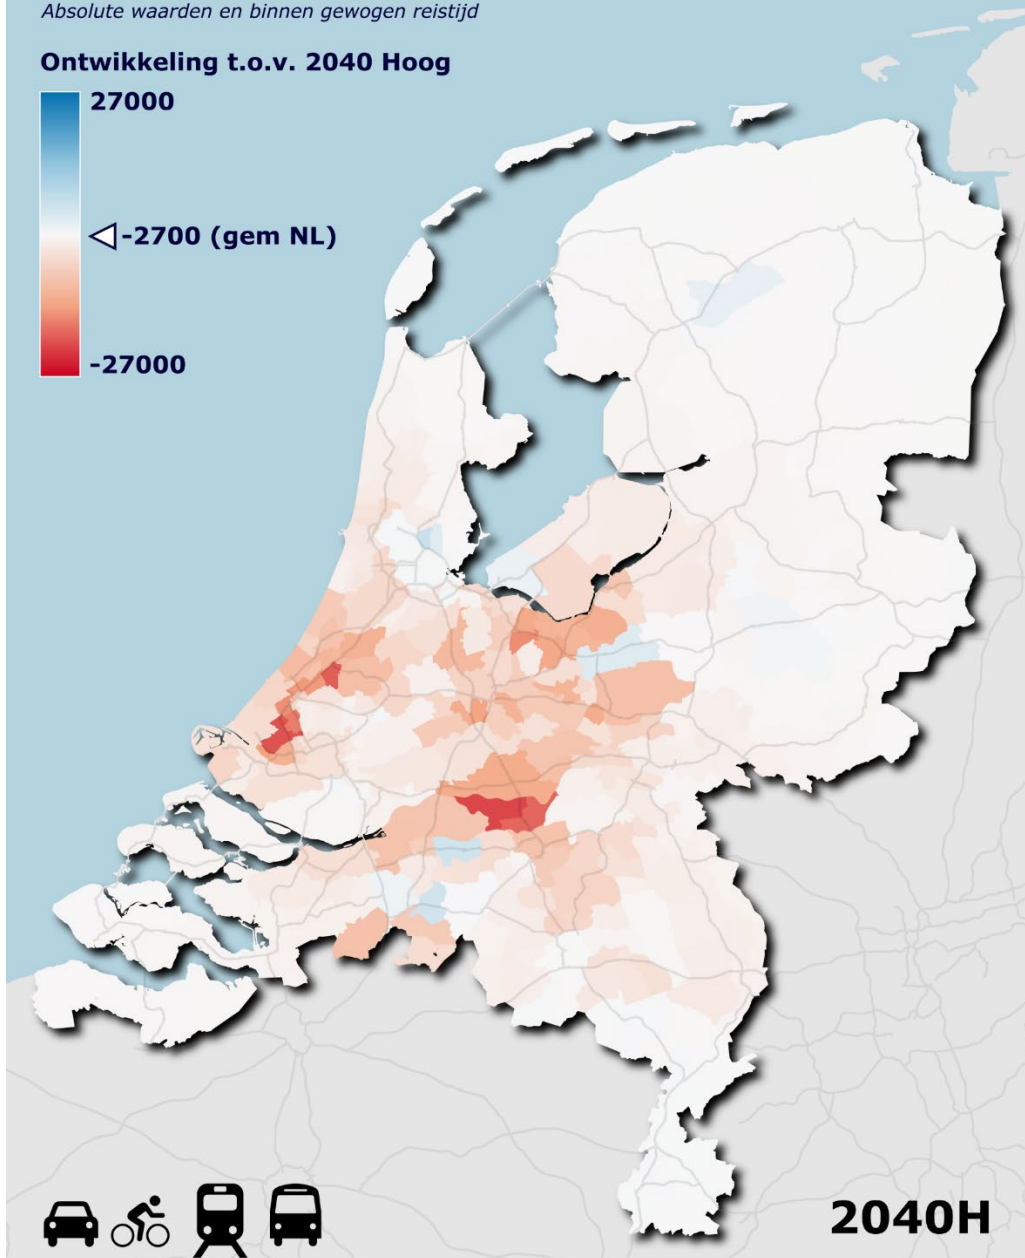 Absolute waarden en binnen gewogen reistijd
Ontwikkeling t.o.v. 2040 Hoog
27000
-2700 (gem NL)
-27000
2040H